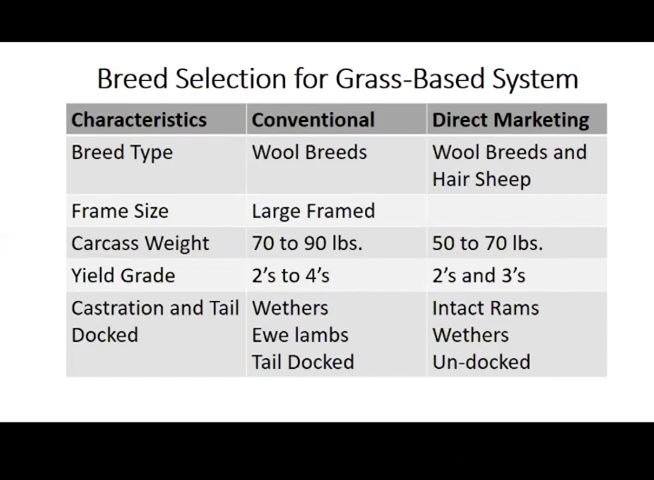 Breed Selection for Grass-Based System
Characteristics Conventional Direct Marketing
Breed Type Wool Breeds Wool Breeds and
Hair Sheep
Frame Size Large Framed
Carcass Weight 70 to 90 lbs. 50 to 70 lbs.
Yield Grade 2’s to 4’s 2’s and 3’s
Castration and Tail Wethers Intact Rams
Docked Ewe lambs Wethers
Tail Docked Un-docked